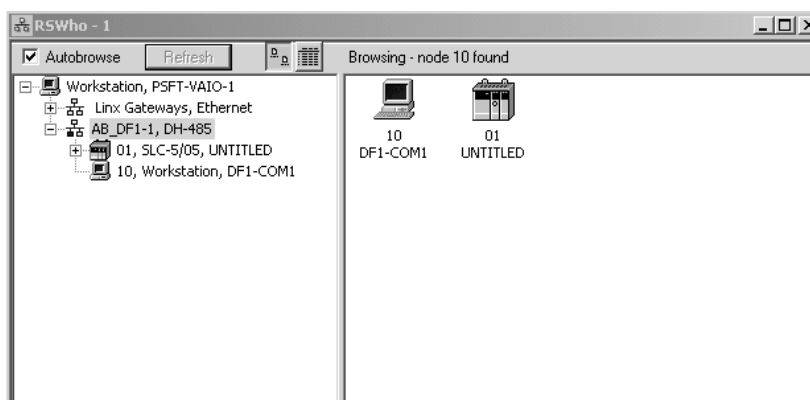 RSWho - 1
Autobrowse Refresh Browsing - node 10 found
Workstation, PSFT-VAIO-1
Linx Gateways, Ethernet
AB_DF1-1, DH-485
01, SLC-5/05, UNTITLED
10, Workstation, DF1-COM1
10
DF1-COM1
01
UNTITLED